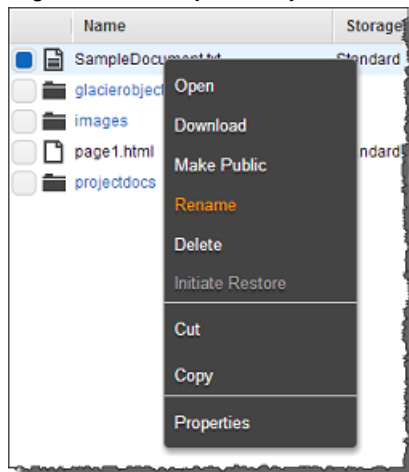 Name Storage
SampleDocument.txt Standard
glacierobject
Open
images
Download
page1.html ndard
Make Public
projectdocs
Rename
Delete
Initiate Restore
Cut
Copy
Properties